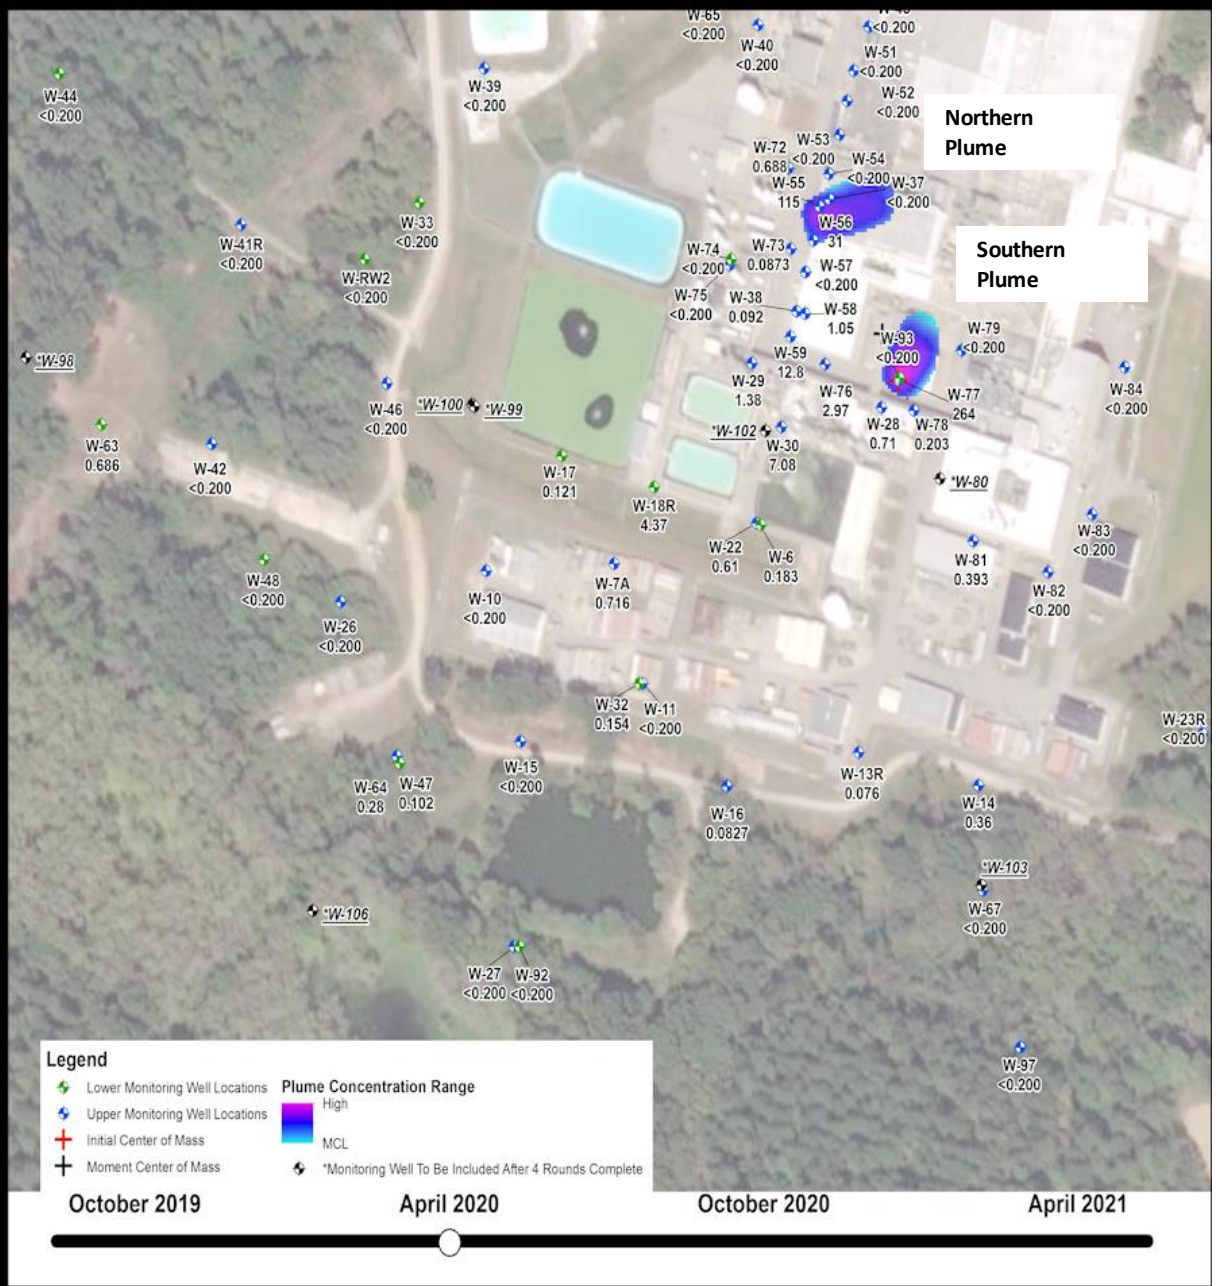 W-65
<0.200
W-40
<0.200
<0.200
W-51
<0.200
W-52
<0.200
W-44
<0.200
W-39
<0.200
Northern
Plume
W-53
<0.200
W-72
0.688
W-54
<0.200
W-55
115
W-37
<0.200
W-33
<0.200
W-56
31
W-41R
<0.200
W-RW2
<0.200
W-74
<0.200
W-73
0.0873
Southern
Plume
W-57
<0.200
W-75
<0.200
W-38
0.092
W-58
1.05
W-93
<0.200
W-79
<0.200
*W-98
W-59
12.8
W-29
1.38
W-76
2.97
W-77
264
W-84
<0.200
W-46
<0.200
*W-100
*W-99
W-28
0.71
W-78
0.203
*W-102
W-30
7.08
W-63
0.686
W-42
<0.200
W-17
0.121
*W-80
W-18R
4.37
W-83
<0.200
W-22
0.61
W-6
0.183
W-81
0.393
W-48
<0.200
W-10
<0.200
W-7A
0.716
W-82
<0.200
W-26
<0.200
W-32
0.154
W-11
<0.200
W-23R
<0.200
W-15
<0.200
W-13R
0.076
W-64
0.28
W-47
0.102
W-16
0.0827
W-14
0.36
*W-103
W-67
<0.200
*W-106
W-27
<0.200
W-92
<0.200
W-97
<0.200
Legend
Lower Monitoring Well Locations
Upper Monitoring Well Locations
Initial Center of Mass
Moment Center of Mass
Plume Concentration Range
High
MCL
*Monitoring Well To Be Included After 4 Rounds Complete
October 2019
April 2020
October 2020
April 2021